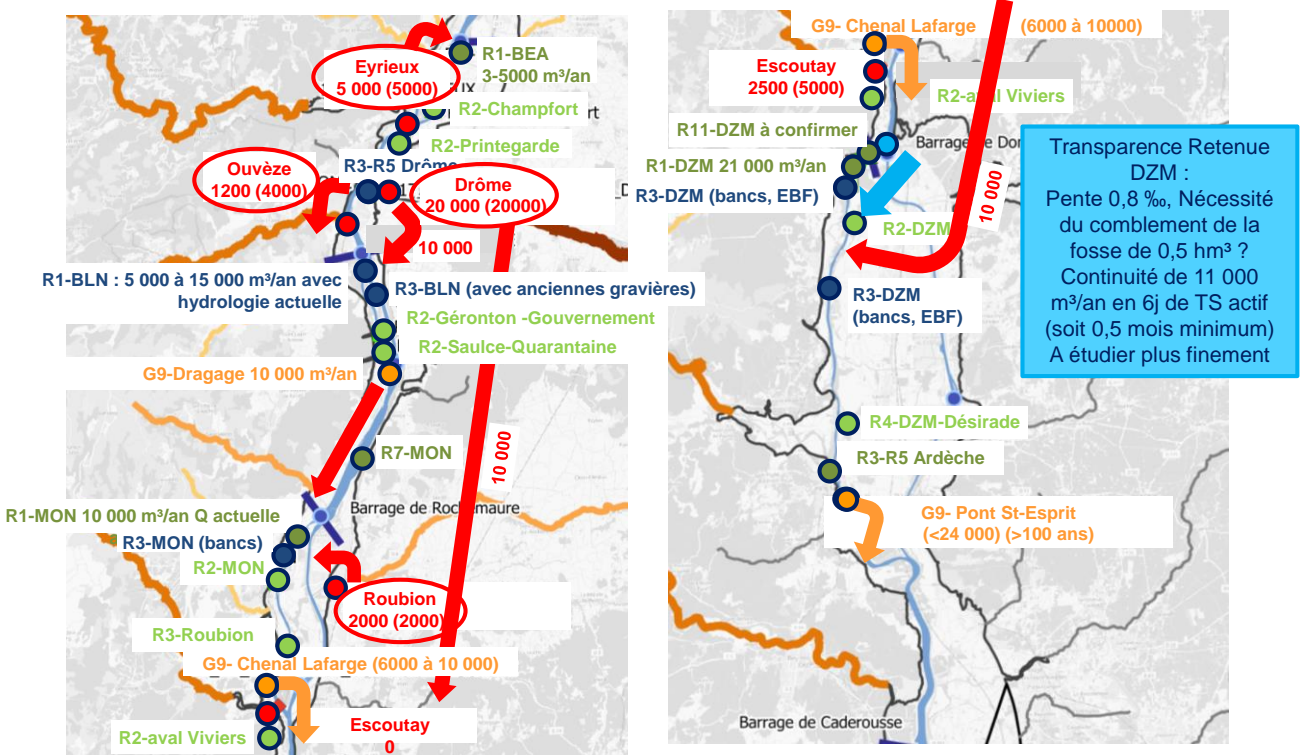 R1-BEA
3-5000 m³/an
Eyrieux
5 000 (5000)
R2-Champfort
R2-Printegarde
R3-R5 Drôme
Ouvèze
1200 (4000)
Drôme
20 000 (20000)
10 000
R1-BLN : 5 000 à 15 000 m³/an avec
hydrologie actuelle
R3-BLN (avec anciennes gravières)
R2-Géronton -Gouvernement
R2-Saulce-Quarantaine
G9-Dragage 10 000 m³/an
10 000
R7-MON
Barrage de Rochemaure
R1-MON 10 000 m³/an Q actuelle
R3-MON (bancs)
R2-MON
Roubion
2000 (2000)
R3-Roubion
G9- Chenal Lafarge (6000 à 10 000)
Escoutay
0
R2-aval Viviers
G9- Chenal Lafarge (6000 à 10000)
Escoutay
2500 (5000)
R2-aval Viviers
R11-DZM à confirmer
Barrage de Don
R1-DZM 21 000 m³/an
R3-DZM (bancs, EBF)
R2-DZM
10 000
R3-DZM
(bancs, EBF)
R4-DZM-Désirade
R3-R5 Ardèche
G9- Pont St-Esprit
(<24 000) (>100 ans)
Barrage de Caderousse
Transparence Retenue
DZM :
Pente 0,8 ‰, Nécessité
du comblement de la
fosse de 0,5 hm³ ?
Continuité de 11 000
m³/an en 6j de TS actif
(soit 0,5 mois minimum)
A étudier plus finement